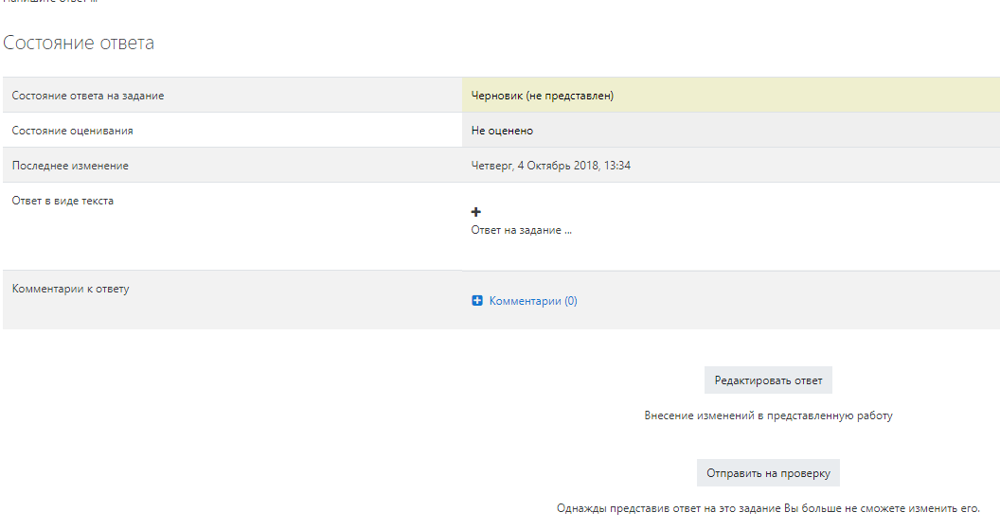 Напишите ответ ...
Состояние ответа
Состояние ответа на задание
Черновик (не представлен)
Состояние оценивания
Не оценено
Последнее изменение
Четверг, 4 Октябрь 2018, 13:34
Ответ в виде текста
Ответ на задание ...
Комментарии к ответу
Комментарии (0)
Редактировать ответ
Внесение изменений в представленную работу
Отправить на проверку
Однажды представив ответ на это задание Вы больше не сможете изменить его.